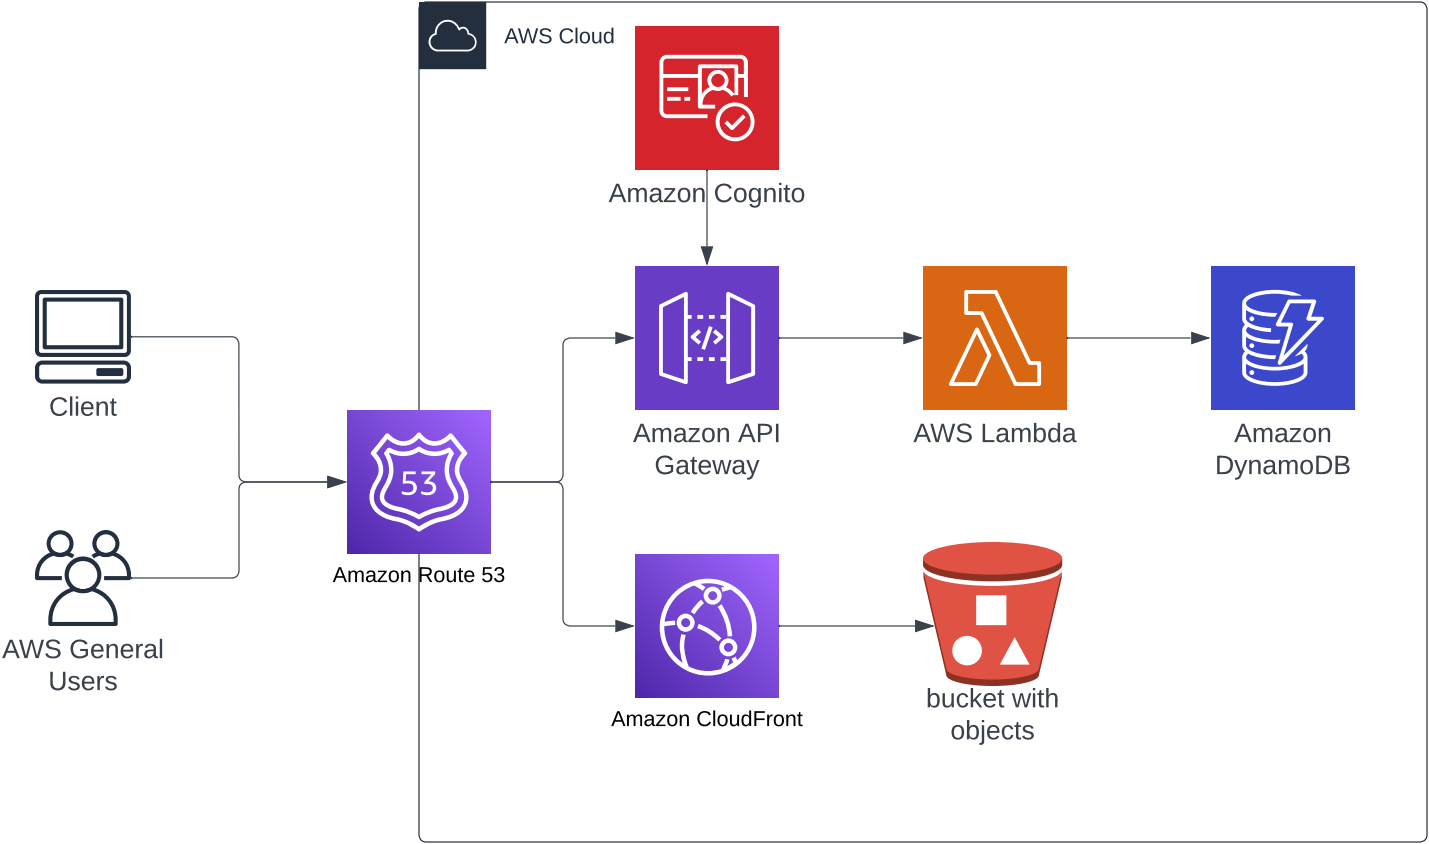 AWS Cloud
Amazon Cognito
Client
</>
Amazon API
Gateway
AWS Lambda
Amazon
DynamoDB
53
Amazon Route 53
AWS General
Users
Amazon CloudFront
bucket with
objects